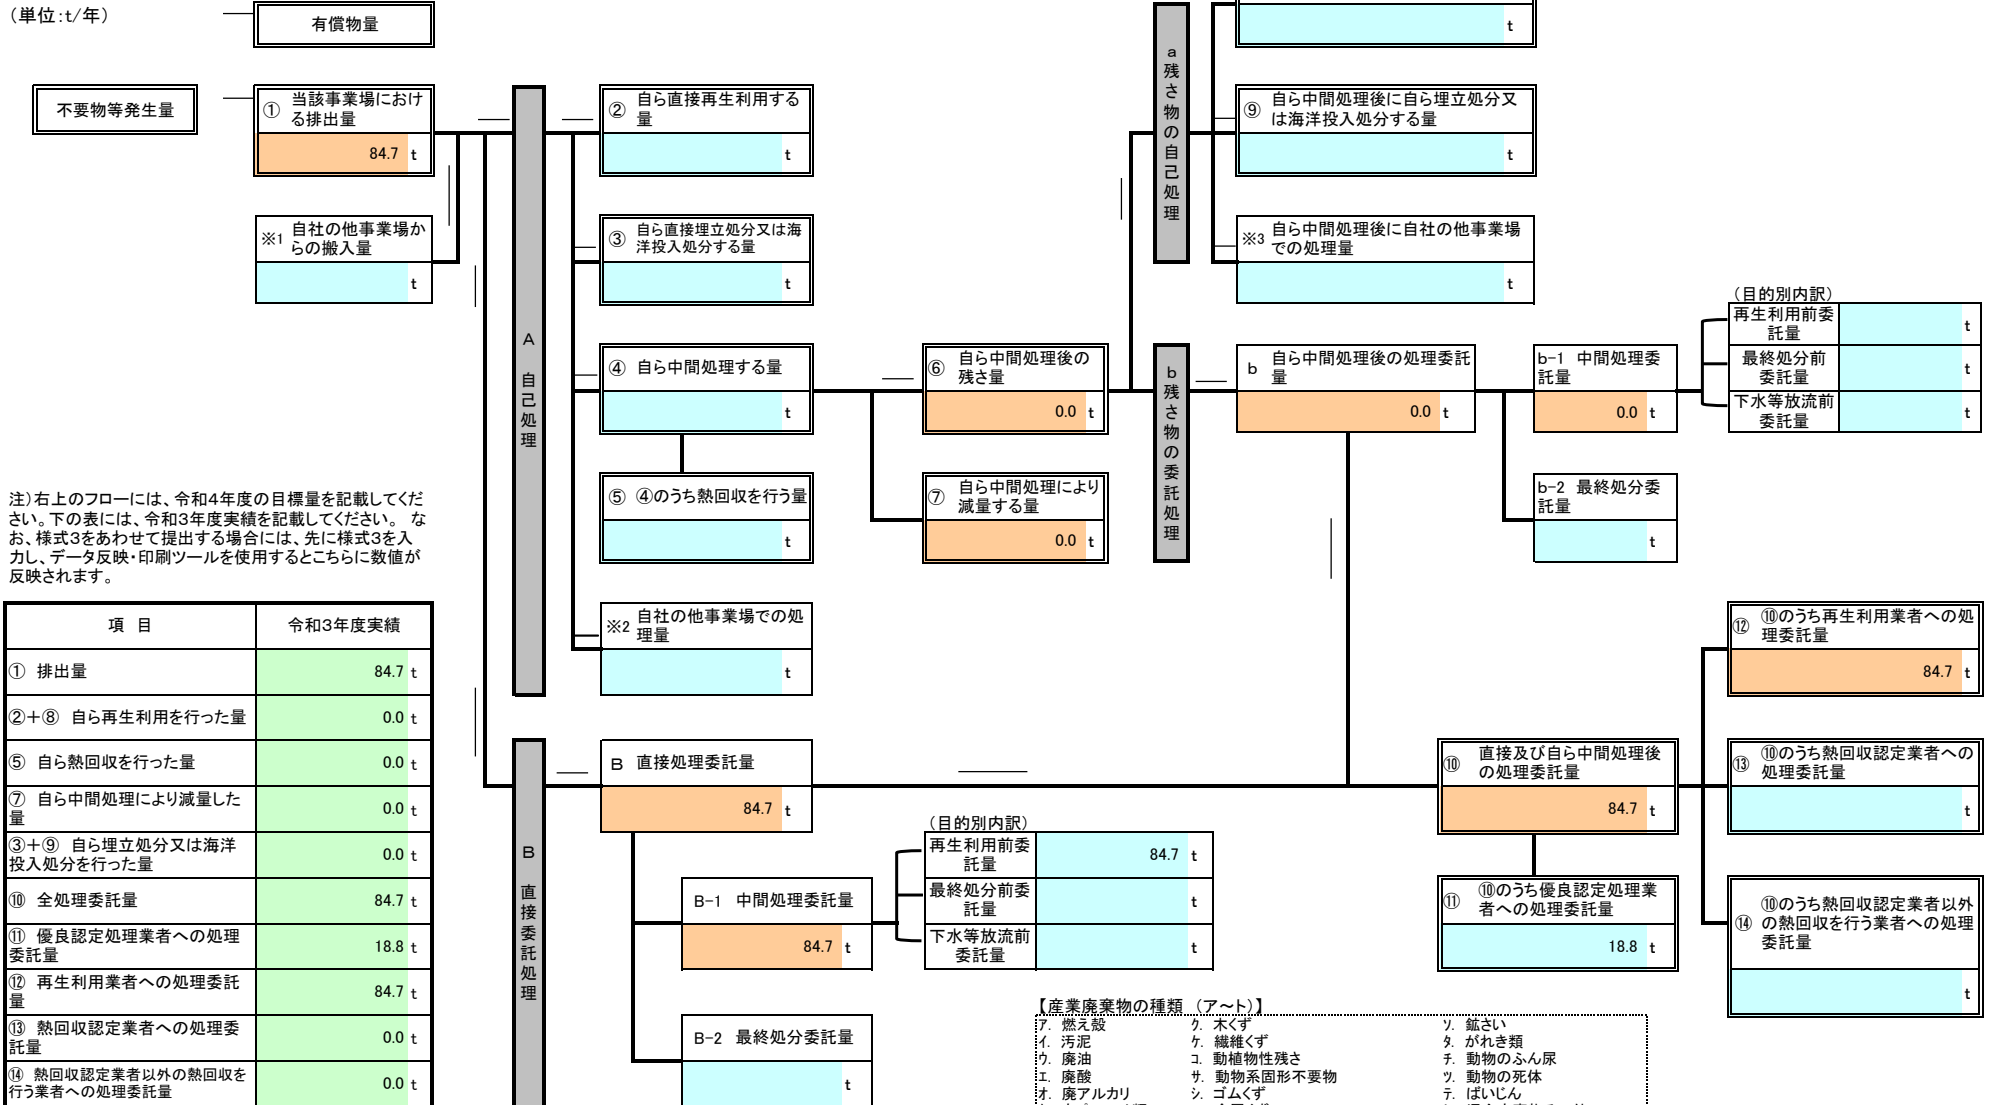 (単位:t/年)
有償物量
t
不要物等発生量
① 当該事業場におけ
る排出量
84.7 t
※1 自社の他事業場か
らの搬入量
t
A 自己処理
② 自ら直接再生利用する
量
t
③ 自ら直接埋立処分又は海
洋投入処分する量
t
④ 自ら中間処理する量
t
⑤ ④のうち熱回収を行う量
t
※2 自社の他事業場での処
理量
t
⑥ 自ら中間処理後の
残さ量
0.0 t
⑦ 自ら中間処理により
減量する量
0.0 t
a 残さ物の自己処理
⑨ 自ら中間処理後に自ら埋立処分又
は海洋投入処分する量
t
※3 自ら中間処理後に自社の他事業場
での処理量
t
b 残さ物の委託処理
b 自ら中間処理後の処理委託
量
0.0 t
b-1 中間処理委
託量
0.0 t
b-2 最終処分委
託量
t
(目的別内訳)
再生利用前委
託量
t
最終処分前
委託量
t
下水等放流前
委託量
t
注)右上のフローには、令和4年度の目標量を記載してくだ
さい。下の表には、令和3年度実績を記載してください。 な
お、様式3をあわせて提出する場合には、先に様式3を入
力し、データ反映・印刷ツールを使用するとこちらに数値が
反映されます。
項 目 令和3年度実績
① 排出量 84.7 t
②+⑧ 自ら再生利用を行った量 0.0 t
⑤ 自ら熱回収を行った量 0.0 t
⑦ 自ら中間処理により減量した
量 0.0 t
③+⑨ 自ら埋立処分又は海洋
投入処分を行った量 0.0 t
⑩ 全処理委託量 84.7 t
⑪ 優良認定処理業者への処理
委託量 18.8 t
⑫ 再生利用業者への処理委託
量 84.7 t
⑬ 熱回収認定業者への処理委
託量 0.0 t
⑭ 熱回収認定業者以外の熱回収を
行う業者への処理委託量 0.0 t
B 直接委託処理
B 直接処理委託量
84.7 t
B-1 中間処理委託量
84.7 t
B-2 最終処分委託量
t
(目的別内訳)
再生利用前委
託量
84.7 t
最終処分前委
託量
t
下水等放流前
委託量
t
⑩ 直接及び自ら中間処理後
の処理委託量
84.7 t
⑪ ⑩のうち優良認定処理業
者への処理委託量
18.8 t
⑫ ⑩のうち再生利用業者への処
理委託量
84.7 t
⑬ ⑩のうち熱回収認定業者への
処理委託量
t
⑭ ⑩のうち熱回収認定業者以外
の熱回収を行う業者への処理
委託量
t
【産業廃棄物の種類 (ア~ト)】
ア. 燃え殻 ク. 木くず ソ. 鉱さい
イ. 汚泥 ケ. 繊維くず タ. がれき類
ウ. 廃油 コ. 動植物性残さ チ. 動物のふん尿
エ. 廃酸 サ. 動物系固形不要物 ツ. 動物の死体
オ. 廃アルカリ シ. ゴムくず テ. ばいじん